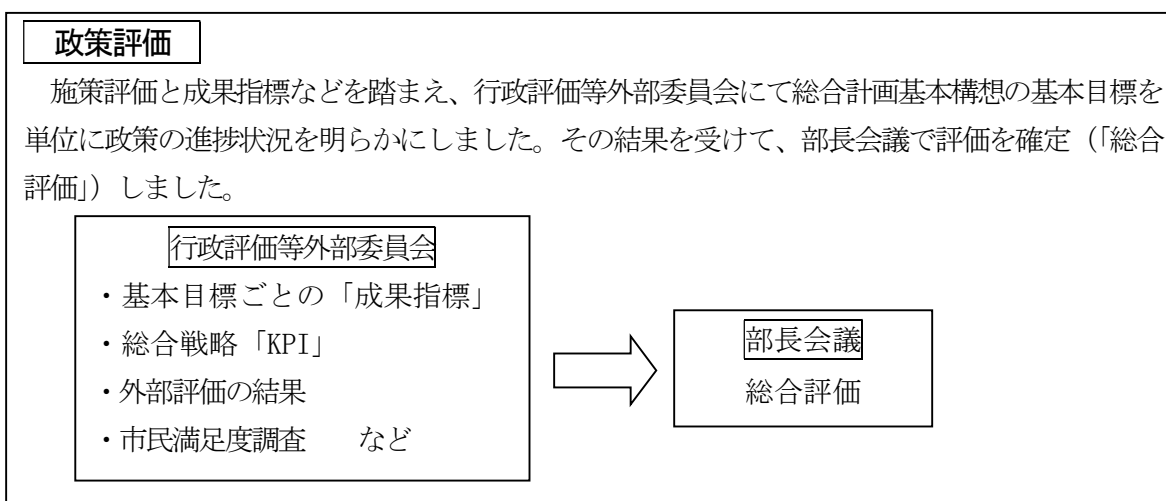 政策評価
施策評価と成果指標などを踏まえ、行政評価等外部委員会にて総合計画基本構想の基本目標を
単位に政策の進捗状況を明らかにしました。その結果を受けて、部長会議で評価を確定（「総合
評価」）しました。
行政評価等外部委員会
・基本目標ごとの「成果指標」
・総合戦略「KPI」
・外部評価の結果
・市民満足度調査　　など
部長会議
総合評価